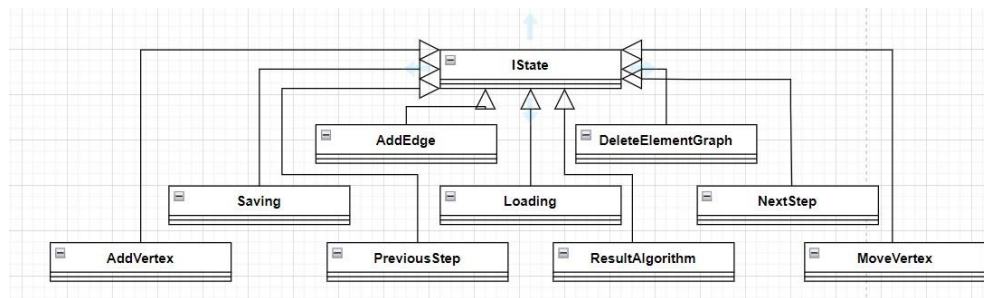 IState
AddEdge
DeleteElementGraph
Saving
Loading
NextStep
AddVertex
PreviousStep
ResultAlgorithm
MoveVertex